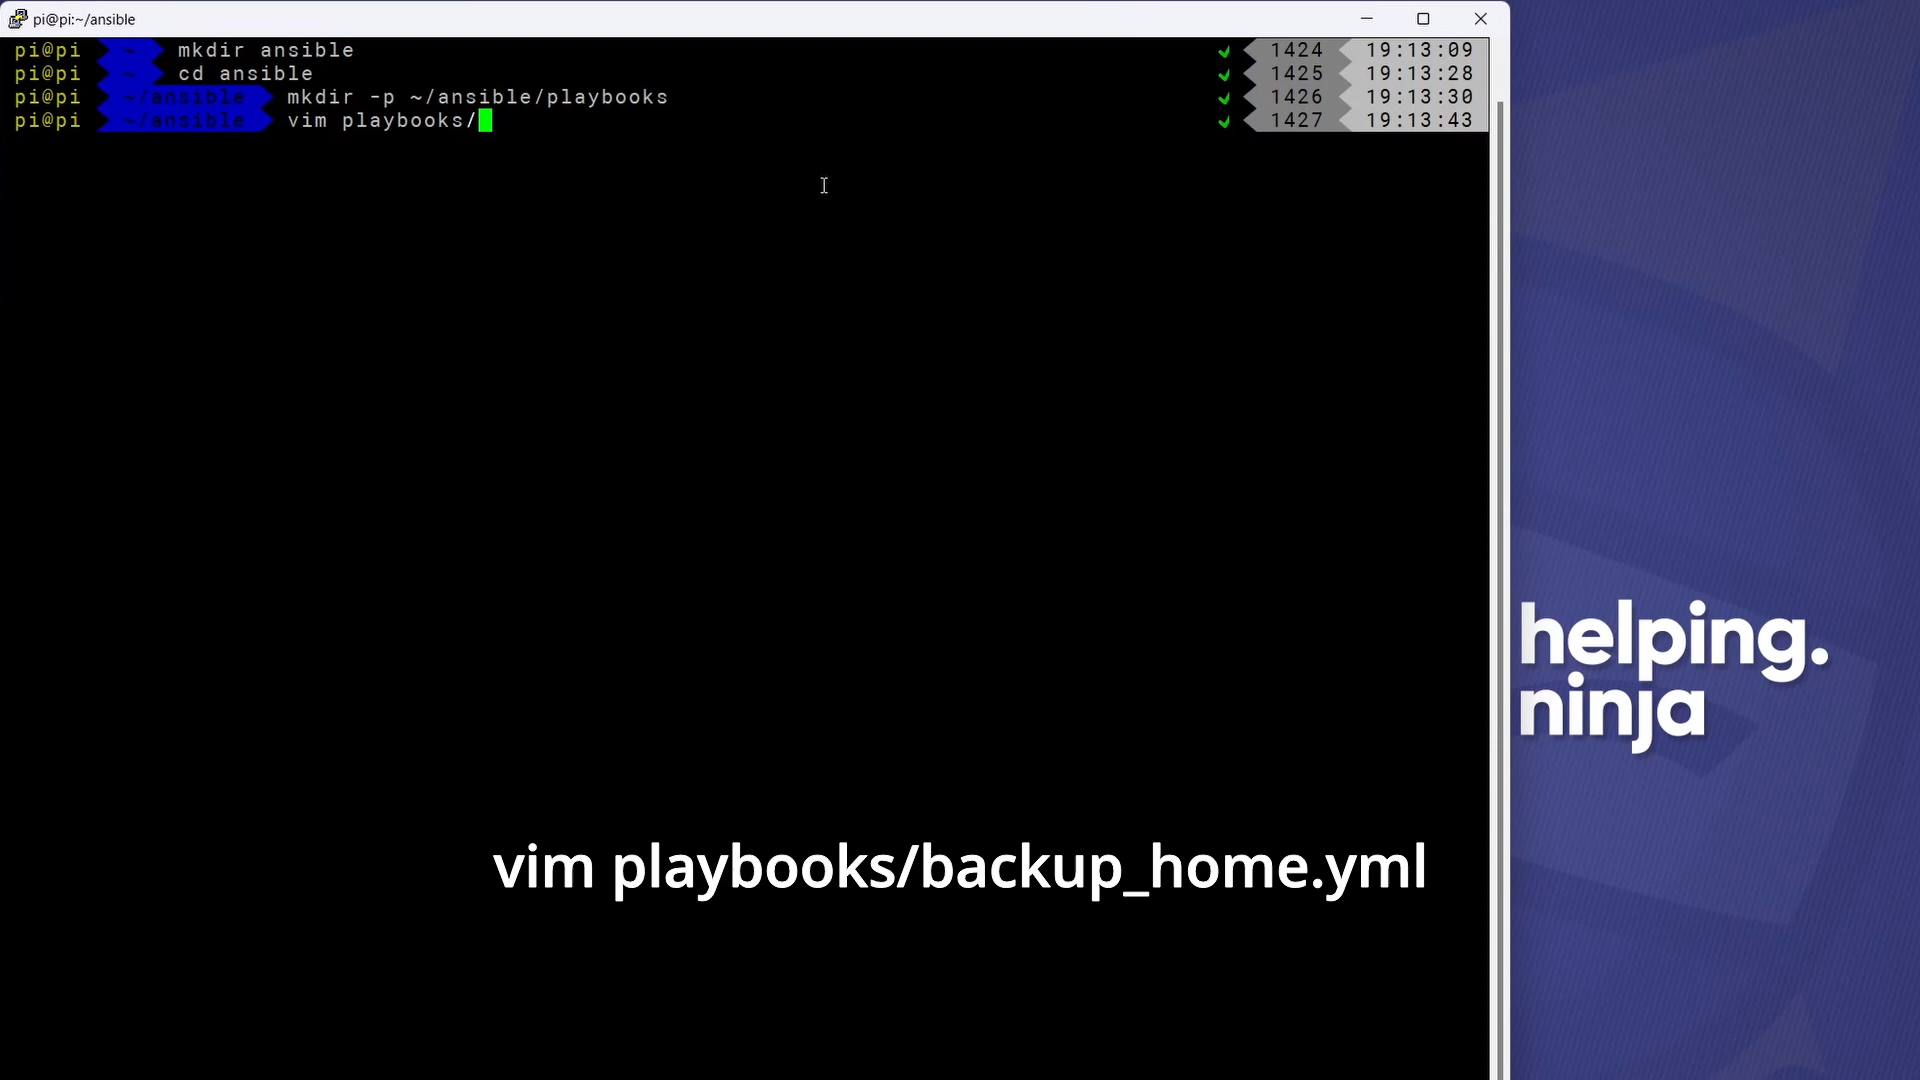 pi@pi:~/ansible
pi@pi ~ mkdir ansible ✓ 1424 19:13:09
pi@pi ~ cd ansible ✓ 1425 19:13:28
pi@pi ~/ansible mkdir -p ~/ansible/playbooks ✓ 1426 19:13:30
pi@pi ~/ansible vim playbooks/ ✓ 1427 19:13:43
helping.
ninja
vim playbooks/backup_home.yml